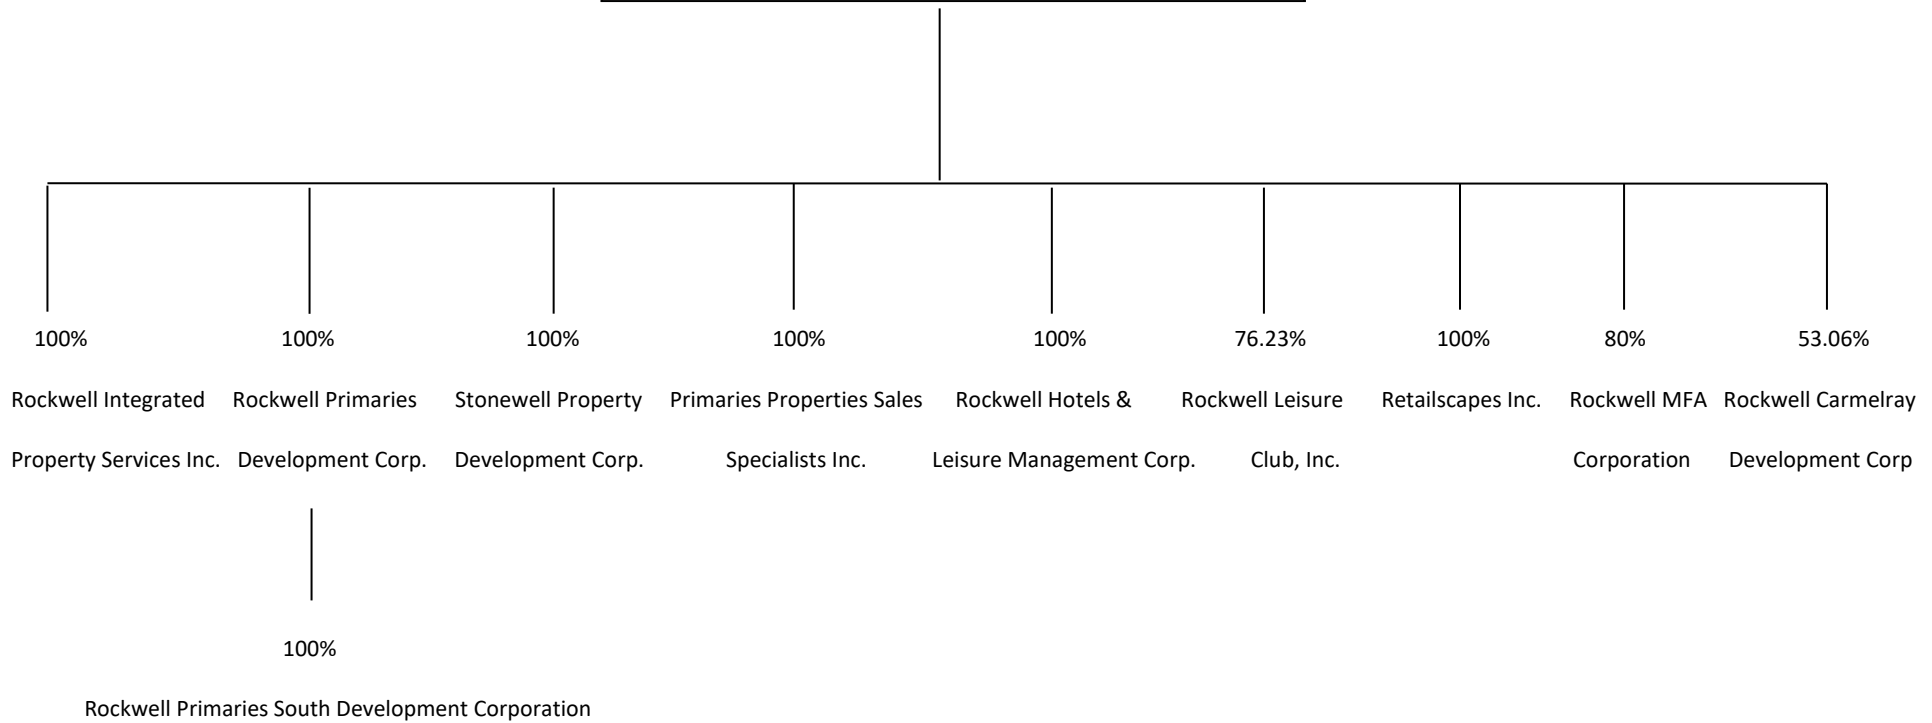 100% 100% 100% 100% 100% 76.23% 100% 80% 53.06%
Rockwell Integrated Rockwell Primaries Stonewell Property Primaries Properties Sales Rockwell Hotels & Rockwell Leisure Retailscapes Inc. Rockwell MFA Rockwell Carmelray
Property Services Inc. Development Corp. Development Corp. Specialists Inc. Leisure Management Corp. Club, Inc. Corporation Development Corp
100%
Rockwell Primaries South Development Corporation